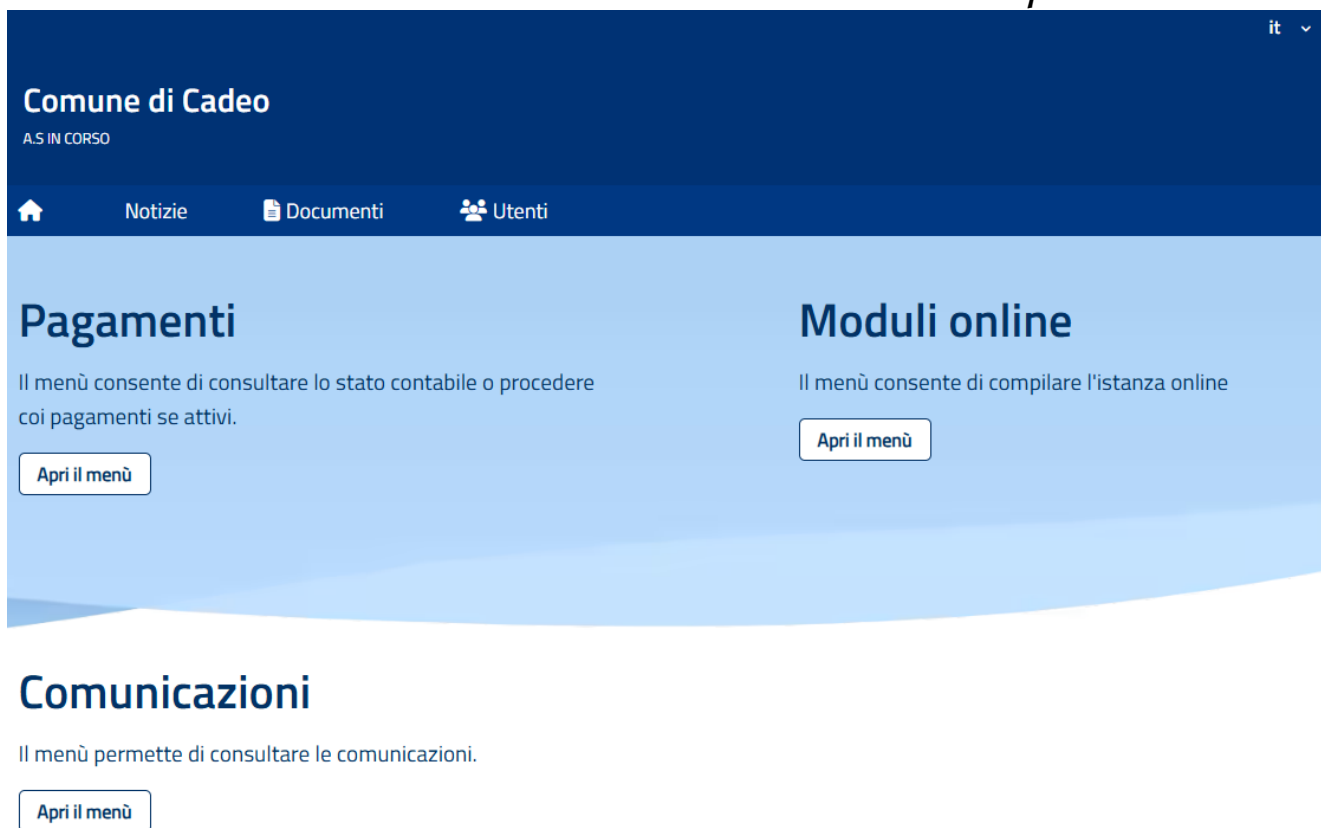 it
Comune di Cadeo
A.S IN CORSO
Notizie Documenti Utenti
Pagamenti
Il menù consente di consultare lo stato contabile o procedere
coi pagamenti se attivi.
Apri il menù
Moduli online
Il menù consente di compilare l'istanza online
Apri il menù
Comunicazioni
Il menù permette di consultare le comunicazioni.
Apri il menù